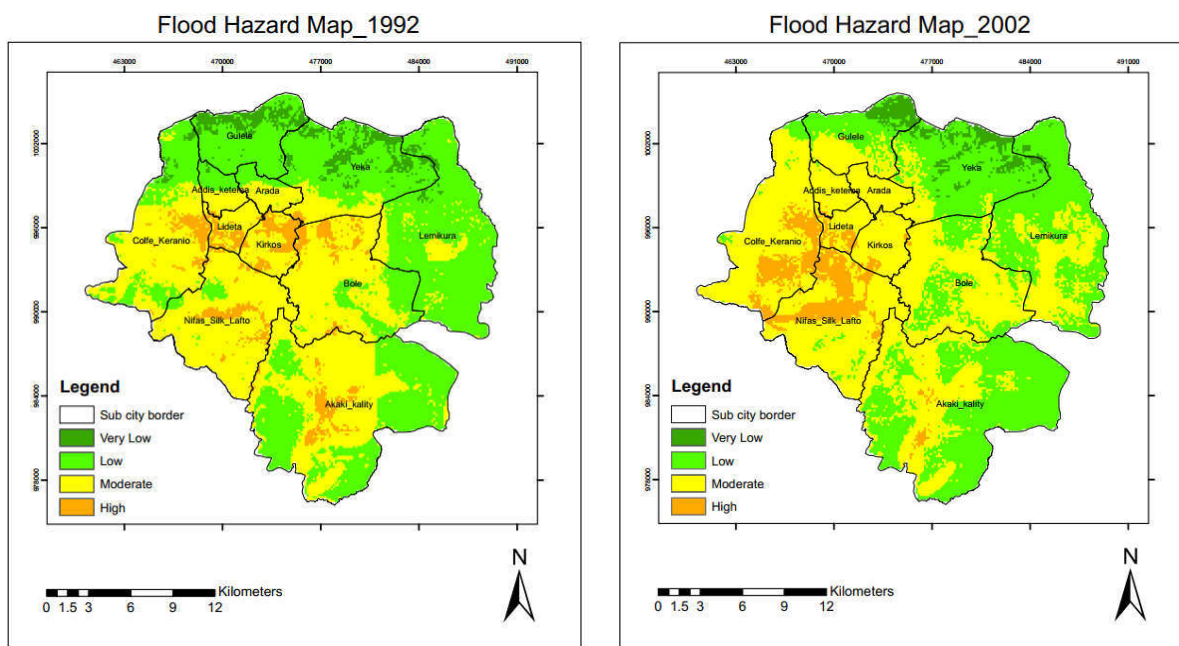 Flood Hazard Map_1992
463000 470000 477000 484000 491000
1002000
996000
990000
984000
978000
Gulele
Yeka
Addis_ketema
Arada
Lideta
Colfe_Keranio
Kirkos
Lemikura
Bole
Nifas_Silk_Lafto
Akaki_kality
Legend
Sub city border
Very Low
Low
Moderate
High
N
Kilometers
0 1.5 3 6 9 12
Flood Hazard Map_2002
463000 470000 477000 484000 491000
1002000
996000
990000
984000
978000
Gulele
Yeka
Addis_ketema
Arada
Lideta
Colfe_Keranio
Kirkos
Lemikura
Bole
Nifas_Silk_Lafto
Akaki_kality
Legend
Sub city border
Very Low
Low
Moderate
High
N
Kilometers
0 1.5 3 6 9 12